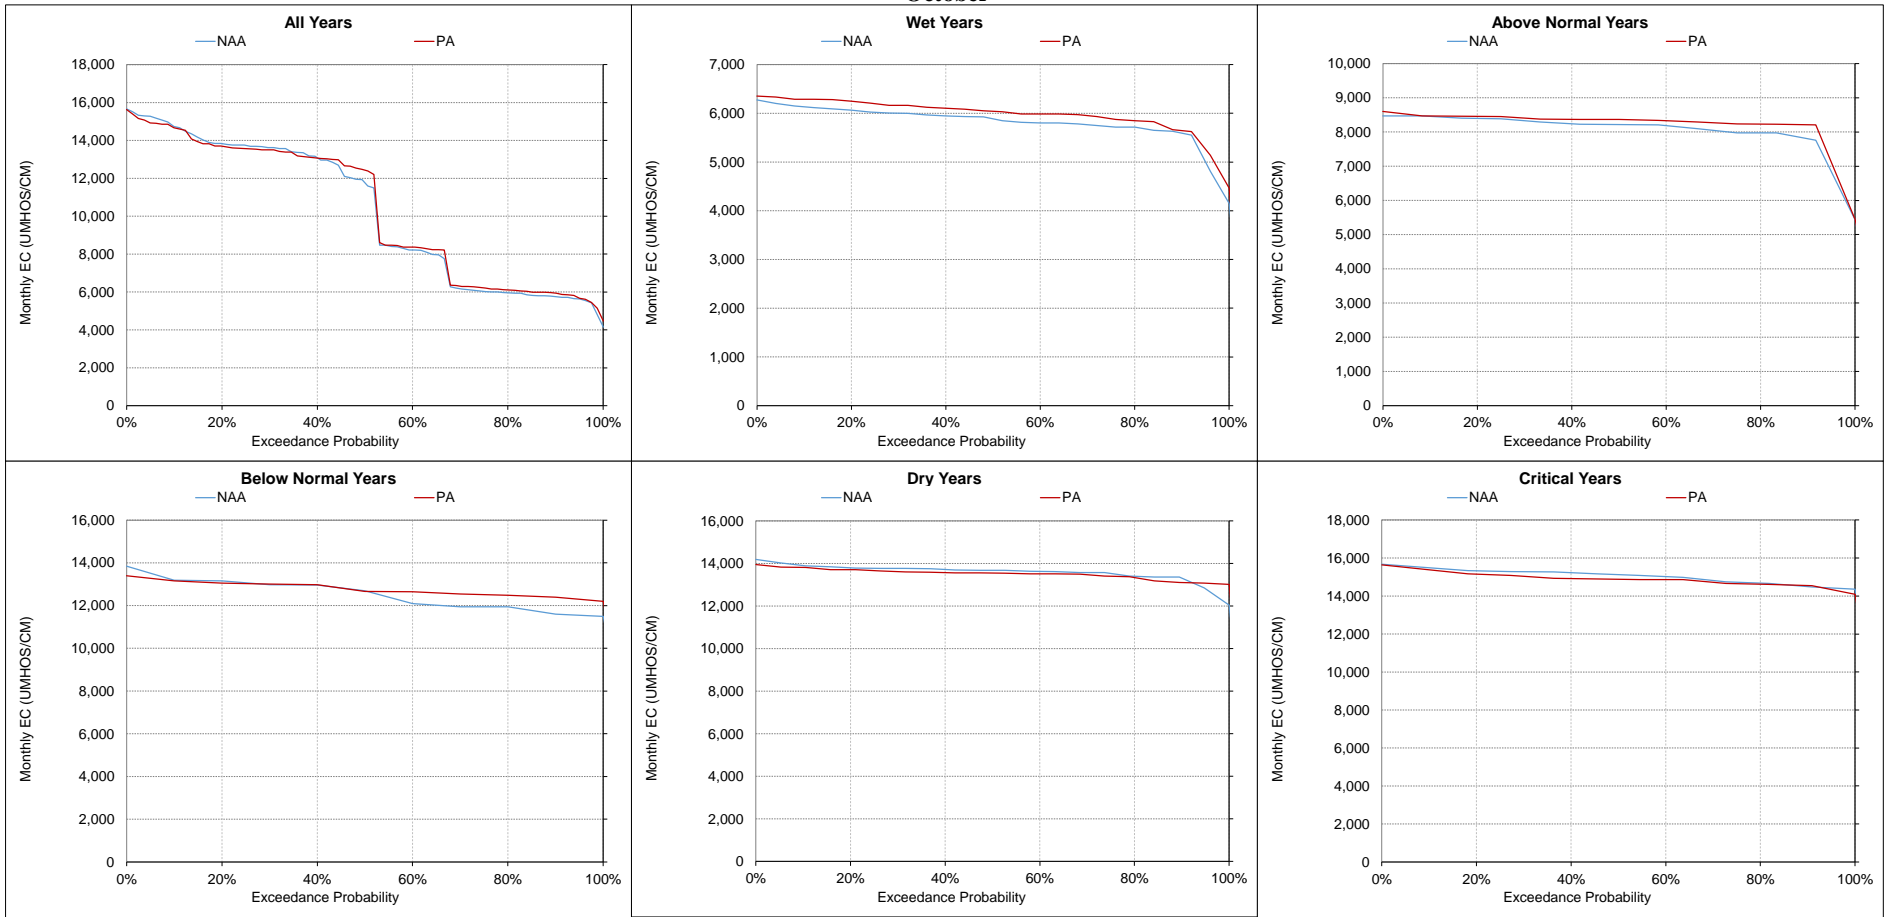 October
All Years
NAA PA
18,000
16,000
14,000
12,000
10,000
8,000
6,000
4,000
2,000
0
0% 20% 40% 60% 80% 100%
Monthly EC (UMHOS/CM)
Exceedance Probability
Wet Years
NAA PA
7,000
6,000
5,000
4,000
3,000
2,000
1,000
0
0% 20% 40% 60% 80% 100%
Monthly EC (UMHOS/CM)
Exceedance Probability
Above Normal Years
NAA PA
10,000
9,000
8,000
7,000
6,000
5,000
4,000
3,000
2,000
1,000
0
0% 20% 40% 60% 80% 100%
Monthly EC (UMHOS/CM)
Exceedance Probability
Below Normal Years
NAA PA
16,000
14,000
12,000
10,000
8,000
6,000
4,000
2,000
0
0% 20% 40% 60% 80% 100%
Monthly EC (UMHOS/CM)
Exceedance Probability
Dry Years
NAA PA
16,000
14,000
12,000
10,000
8,000
6,000
4,000
2,000
0
0% 20% 40% 60% 80% 100%
Monthly EC (UMHOS/CM)
Exceedance Probability
Critical Years
NAA PA
18,000
16,000
14,000
12,000
10,000
8,000
6,000
4,000
2,000
0
0% 20% 40% 60% 80% 100%
Monthly EC (UMHOS/CM)
Exceedance Probability